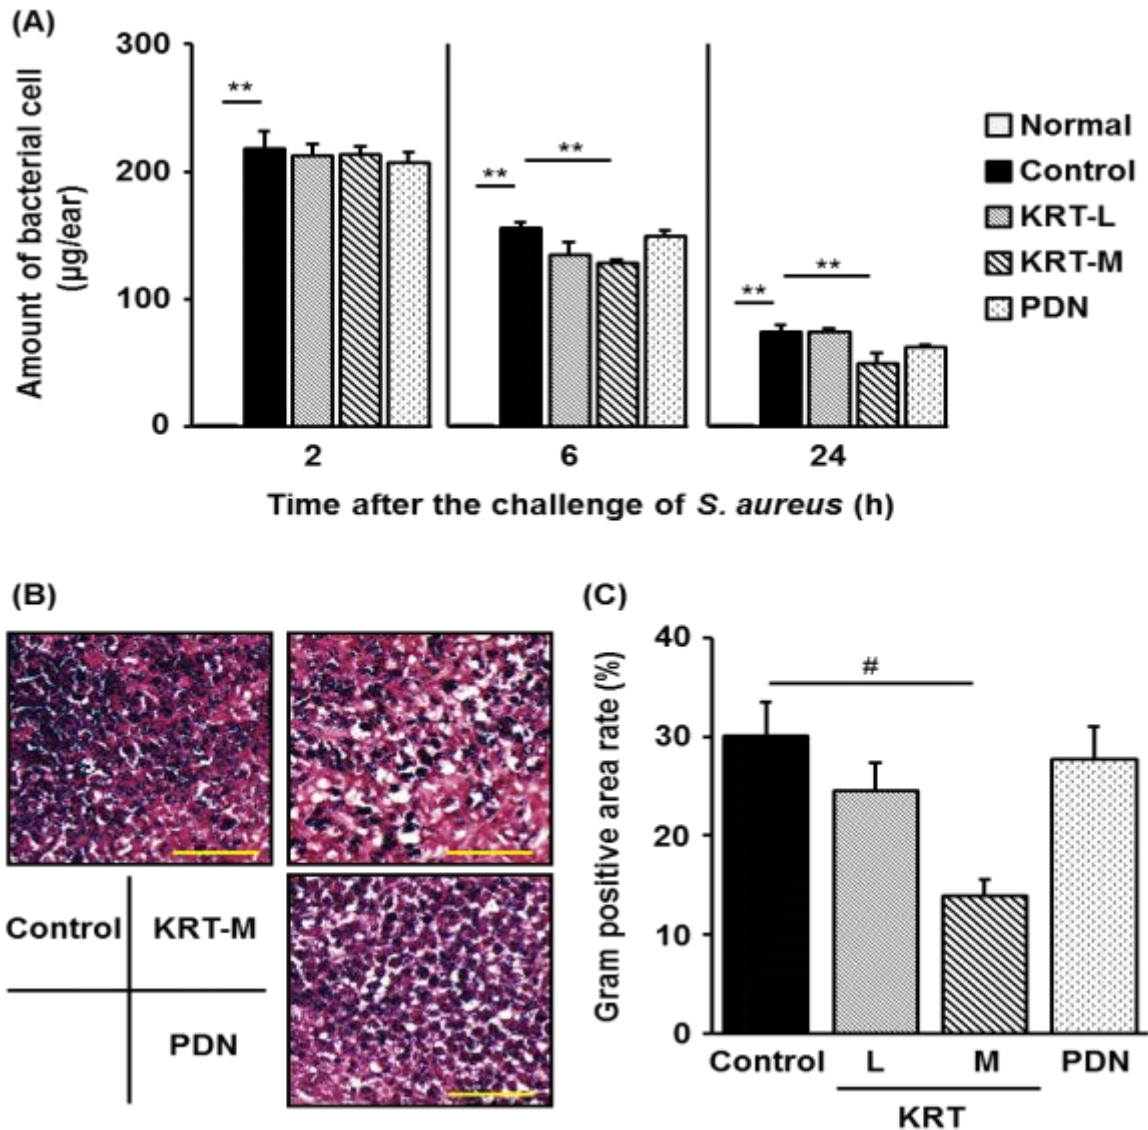 (A)
Amount of bacterial cell
(µg/ear)
300
200
100
0
**
**
**
**
**
2
6
24
Time after the challenge of S. aureus (h)
Normal
Control
KRT-L
KRT-M
PDN
(B)
Control
KRT-M
PDN
(C)
Gram positive area rate (%)
40
30
20
10
0
#
Control
L
M
PDN
KRT